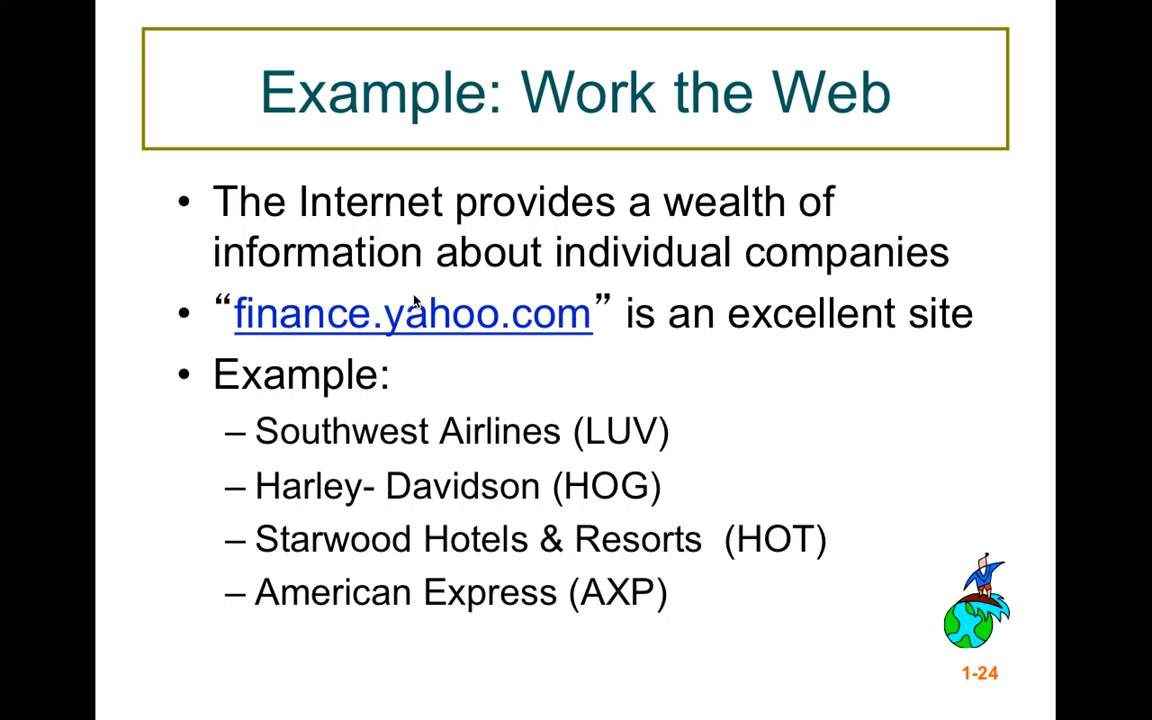 Example: Work the Web
• The Internet provides a wealth of
information about individual companies
• “finance.yahoo.com” is an excellent site
• Example:
– Southwest Airlines (LUV)
– Harley- Davidson (HOG)
– Starwood Hotels & Resorts  (HOT)
– American Express (AXP)
1-24